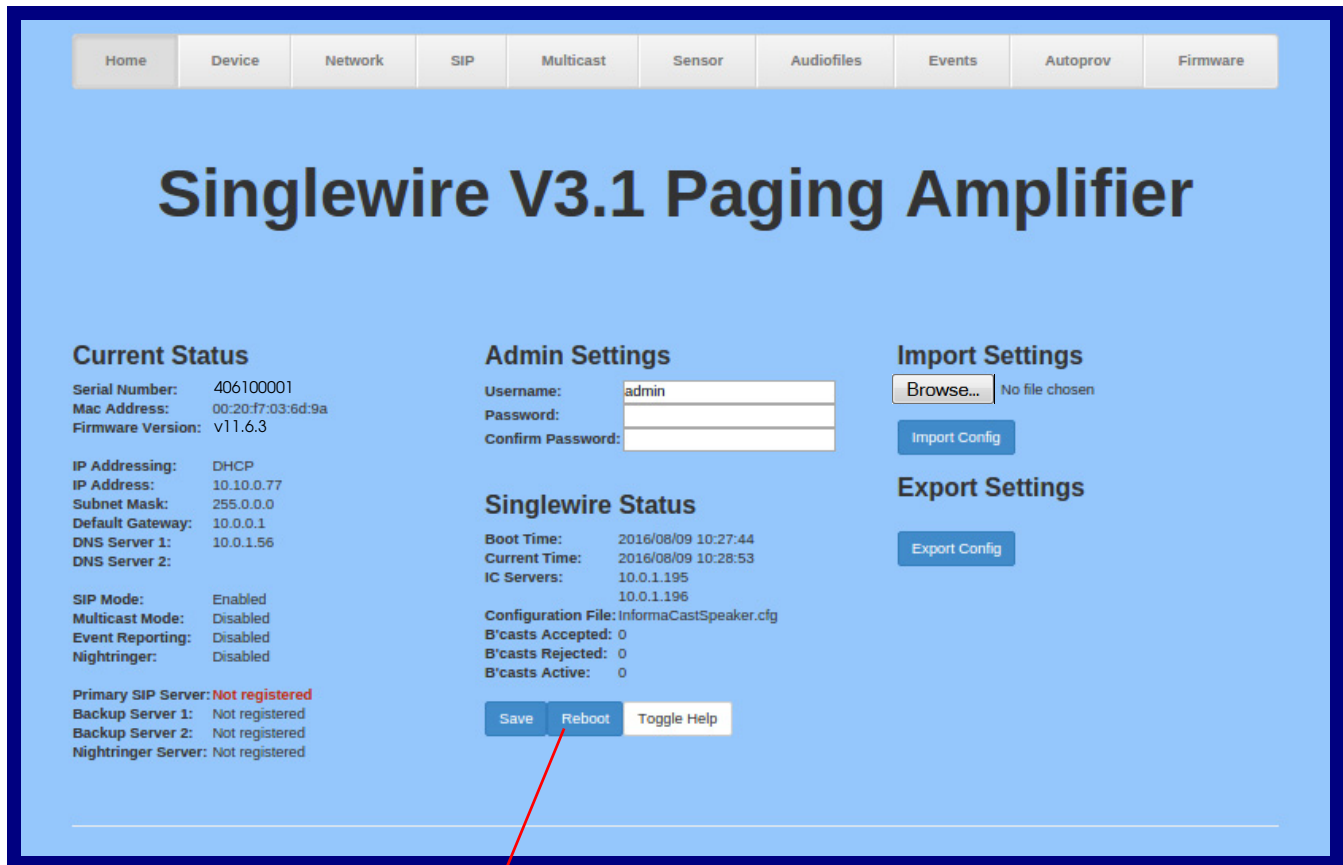 Home Device Network SIP Multicast Sensor Audiofiles Events Autoprov Firmware
Singlewire V3.1 Paging Amplifier
Current Status
Serial Number: 406100001
Mac Address: 00:20:f7:03:6d:9a
Firmware Version: v11.6.3
IP Addressing: DHCP
IP Address: 10.10.0.77
Subnet Mask: 255.0.0.0
Default Gateway: 10.0.0.1
DNS Server 1: 10.0.1.56
DNS Server 2:
SIP Mode: Enabled
Multicast Mode: Disabled
Event Reporting: Disabled
Nightringer: Disabled
Primary SIP Server: Not registered
Backup Server 1: Not registered
Backup Server 2: Not registered
Nightringer Server: Not registered
Admin Settings
Username: admin
Password:
Confirm Password:
Singlewire Status
Boot Time: 2016/08/09 10:27:44
Current Time: 2016/08/09 10:28:53
IC Servers: 10.0.1.195
10.0.1.196
Configuration File: InformaCastSpeaker.cfg
B'casts Accepted: 0
B'casts Rejected: 0
B'casts Active: 0
Save Reboot Toggle Help
Import Settings
Browse... No file chosen
Import Config
Export Settings
Export Config